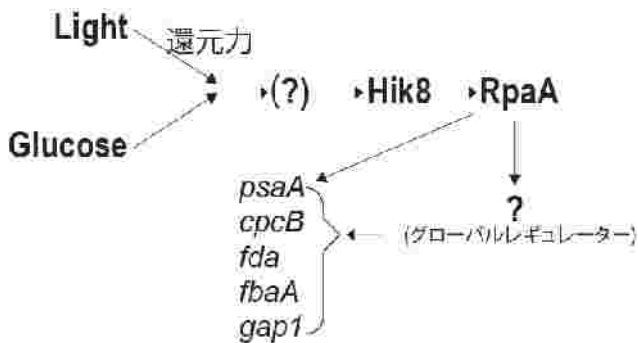 Light
還元力
(?)
Hik8
RpaA
Glucose
psaA
cpcB
fda
fbaA
gap1
?
(グローバルレギュレーター)